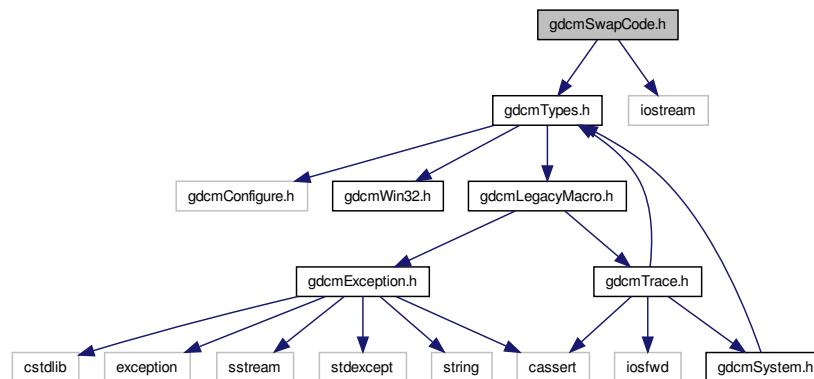 gdcmSwapCode.h
gdcmTypes.h
iostream
gdcmConfigure.h
gdcmWin32.h
gdcmLegacyMacro.h
gdcmException.h
gdcmTrace.h
cstdlib
exception
sstream
stdexcept
string
cassert
iosfwd
gdcmSystem.h